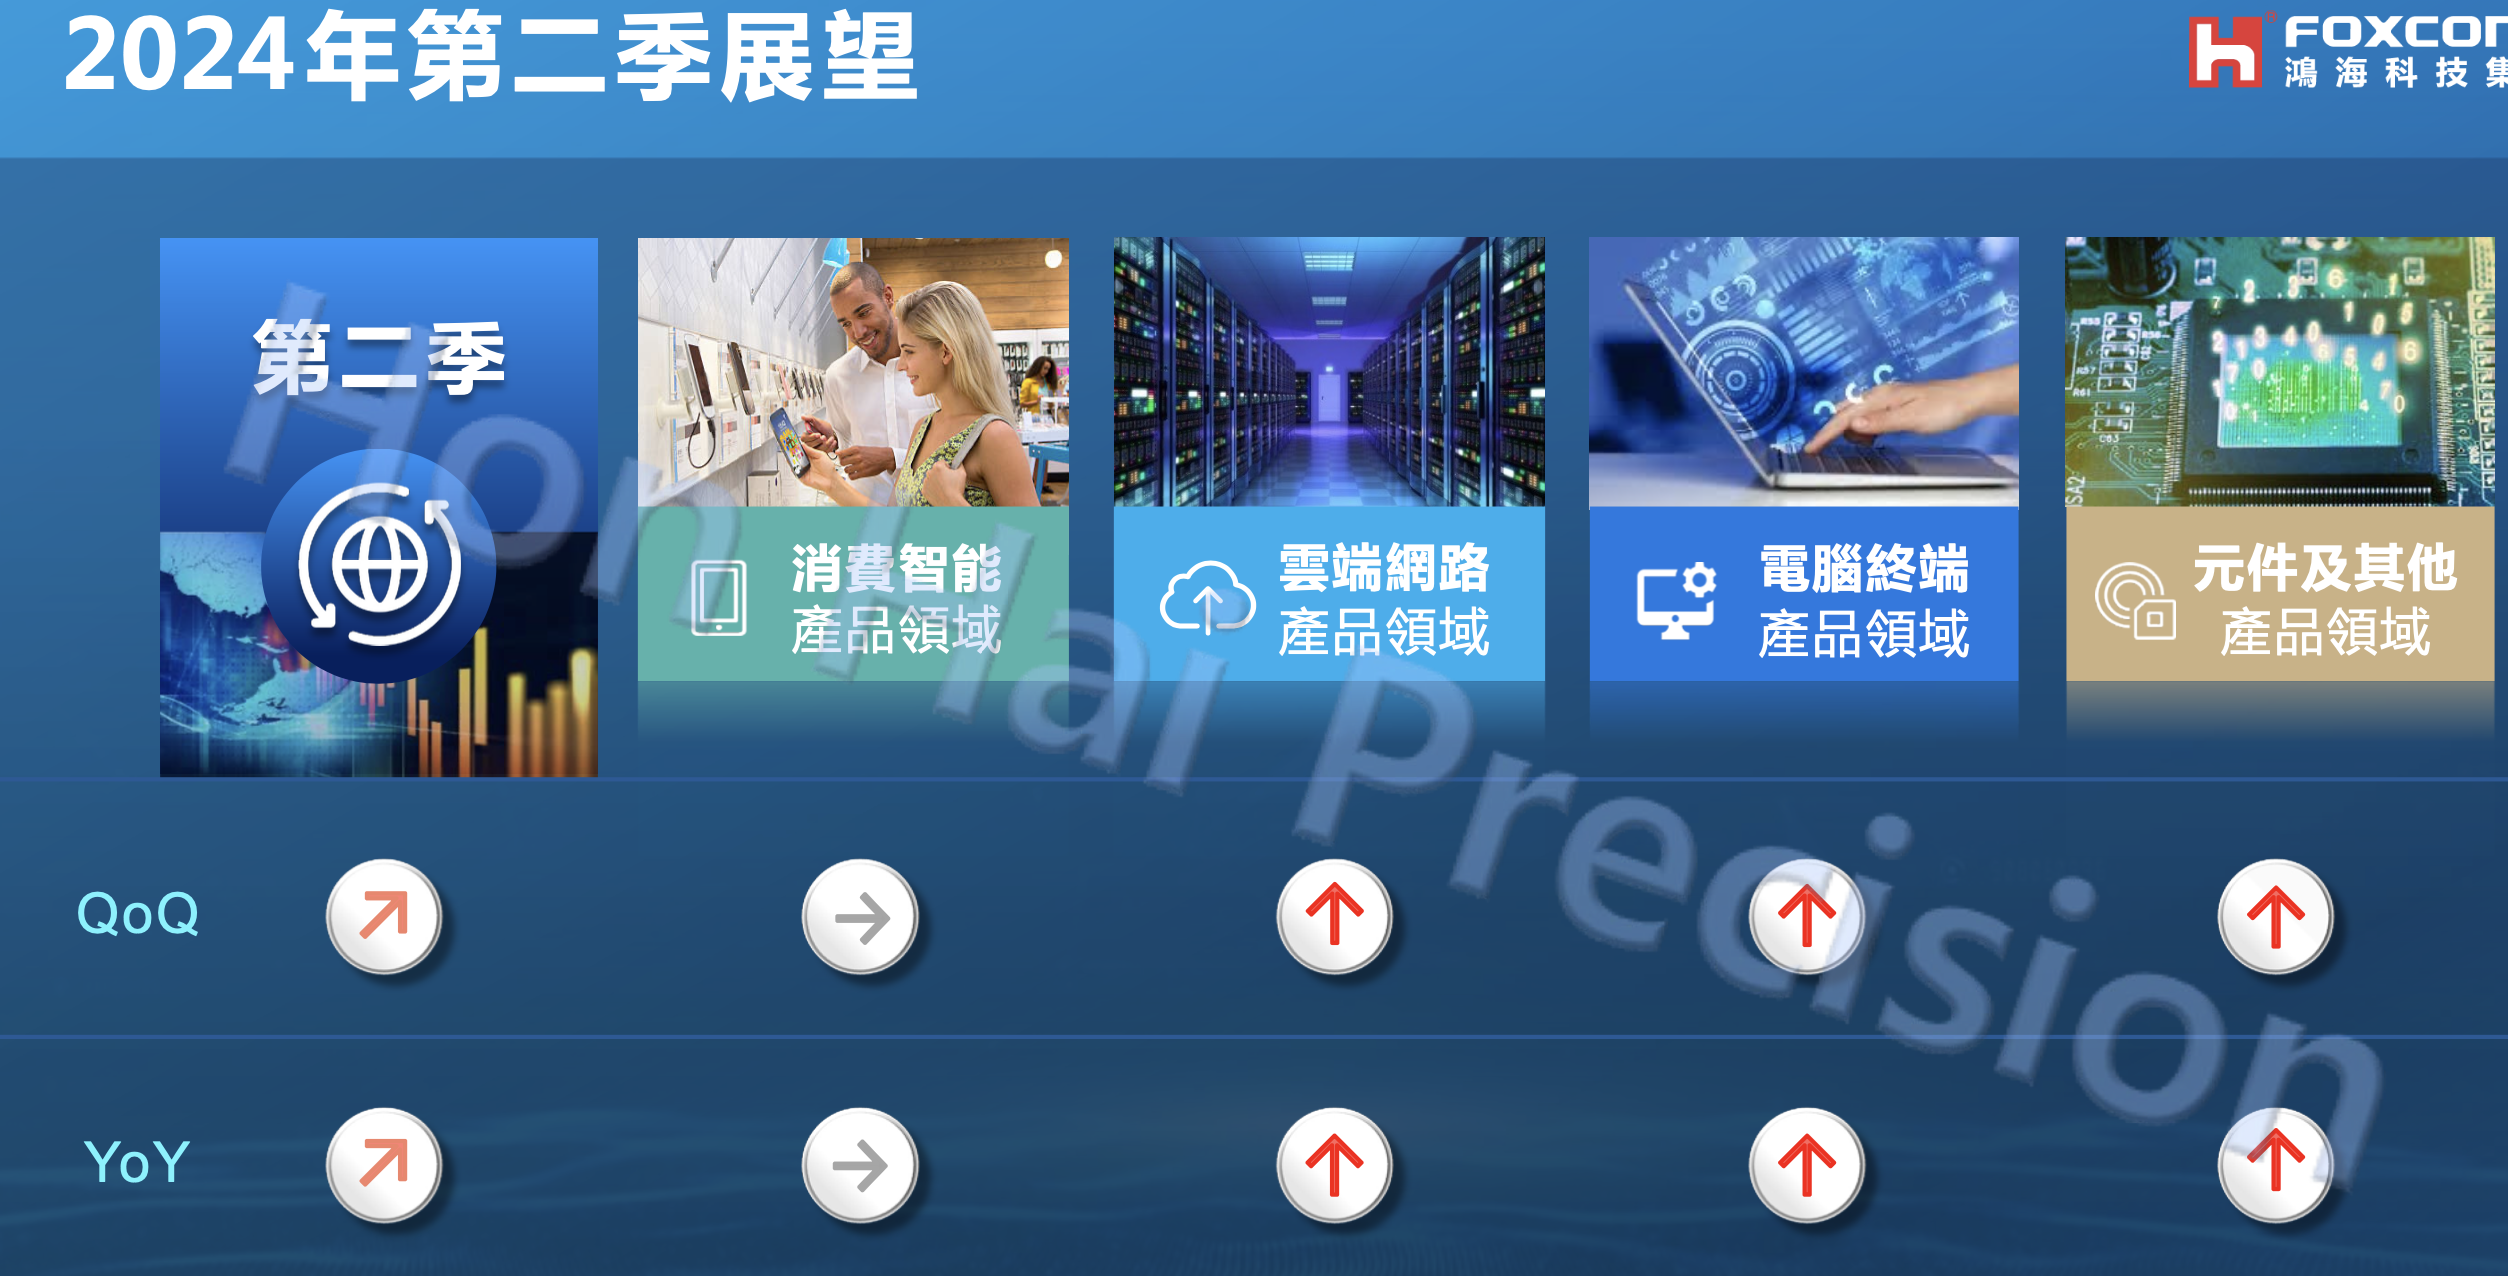 2024年第二季展望
FOXCON
鴻海科技集
第二季
消費智能
產品領域
雲端網路
產品領域
電腦終端
產品領域
元件及其他
產品領域
Hon Hai Precision
QoQ
YoY